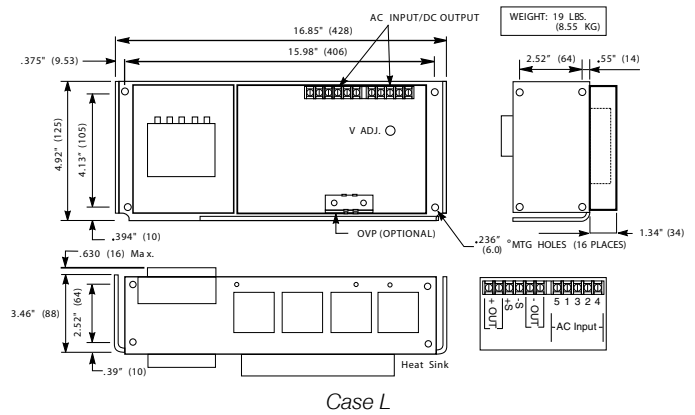 AC INPUT/DC OUTPUT
WEIGHT: 19 LBS.
(8.55 KG)
16.85" (428)
15.98" (406)
.375" (9.53)
2.52" (64)
.55" (14)
4.92" (125)
4.13" (105)
V ADJ.
.394" (10)
OVP (OPTIONAL)
.236"
(6.0)
°MTG HOLES (16 PLACES)
1.34" (34)
.630 (16) Max.
3.46" (88)
2.52" (64)
.39" (10)
Heat Sink
+ OUT
+S
-S
- OUT
5 1 3 2 4
AC Input
Case L